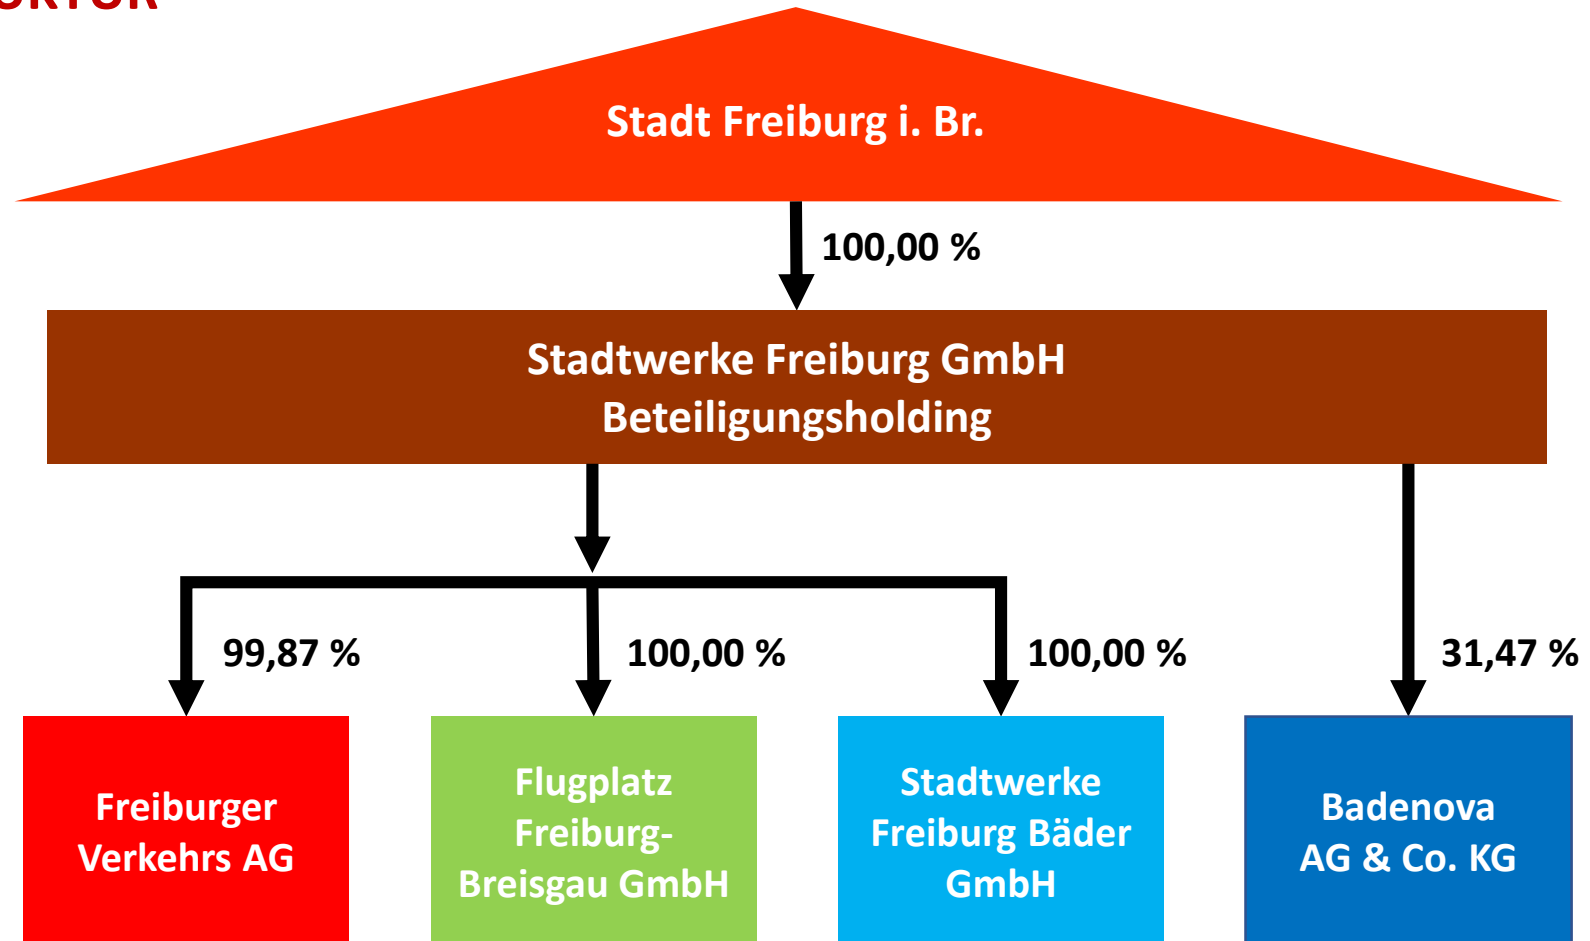 Stadt Freiburg i. Br.
100,00 %
Stadtwerke Freiburg GmbH
Beteiligungsholding
99,87 %
100,00 %
100,00 %
31,47 %
Freiburger
Verkehrs AG
Flugplatz
Freiburg-
Breisgau GmbH
Stadtwerke
Freiburg Bäder
GmbH
Badenova
AG & Co. KG